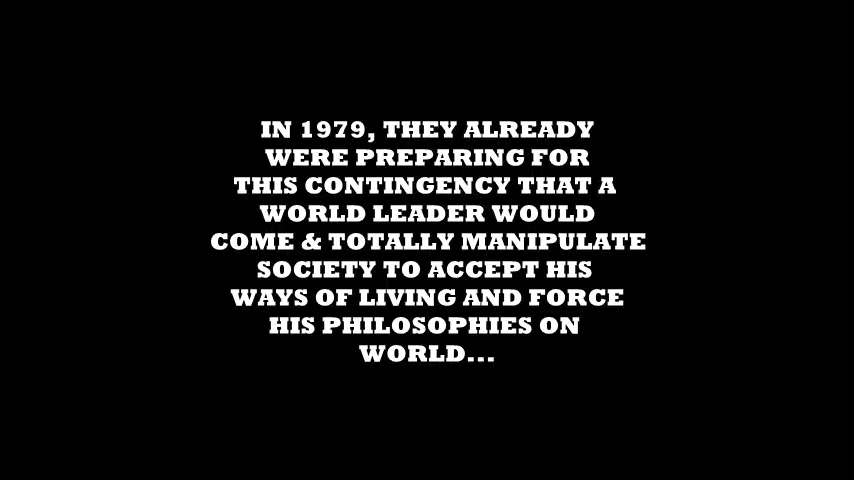 IN 1979, THEY ALREADY
WERE PREPARING FOR
THIS CONTINGENCY THAT A
WORLD LEADER WOULD
COME & TOTALLY MANIPULATE
SOCIETY TO ACCEPT HIS
WAYS OF LIVING AND FORCE
HIS PHILOSOPHIES ON
WORLD...